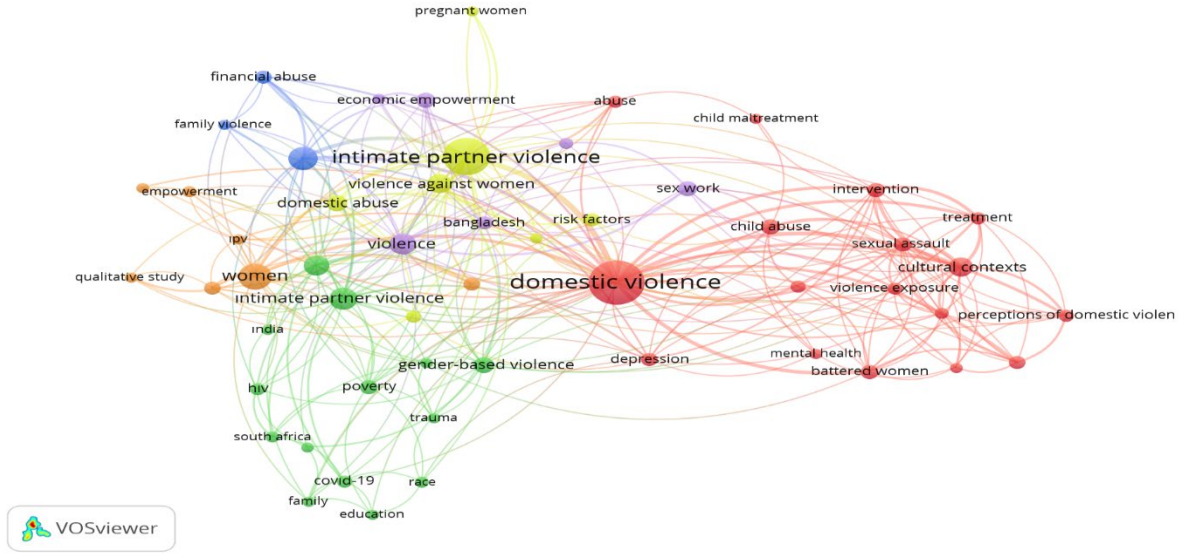 pregnant women
financial abuse
economic empowerment
abuse
child maltreatment
family violence
intimate partner violence
violence against women
empowerment
domestic abuse
sex work
intervention
bangladesh
risk factors
child abuse
treatment
ipv
violence
sexual assault
qualitative study
women
cultural contexts
domestic violence
violence exposure
intimate partner violence
perceptions of domestic violen
india
gender-based violence
depression
mental health
battered women
hiv
poverty
trauma
south africa
covid-19
race
family
education
VOSviewer